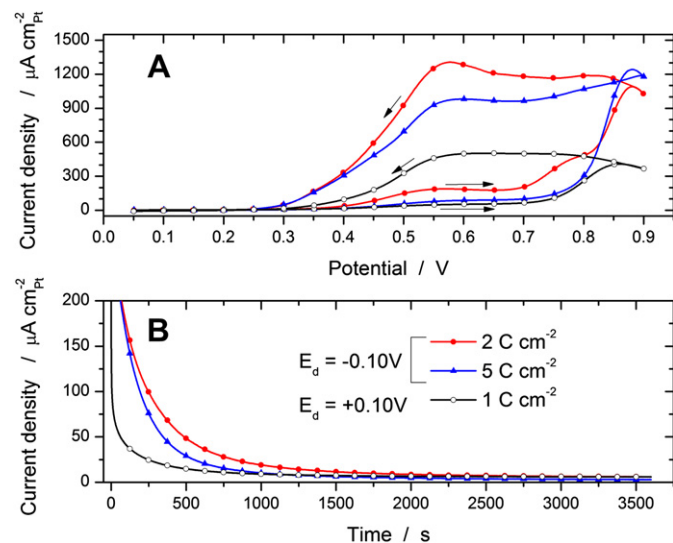 A
Current density / μA cm⁻²Pt
1500
1200
900
600
300
0
0.0 0.1 0.2 0.3 0.4 0.5 0.6 0.7 0.8 0.9
Potential / V
B
Current density / μA cm⁻²Pt
200
150
100
50
0
E_d = -0.10V
2 C cm⁻²
5 C cm⁻²
E_d = +0.10V
1 C cm⁻²
0 500 1000 1500 2000 2500 3000 3500
Time / s